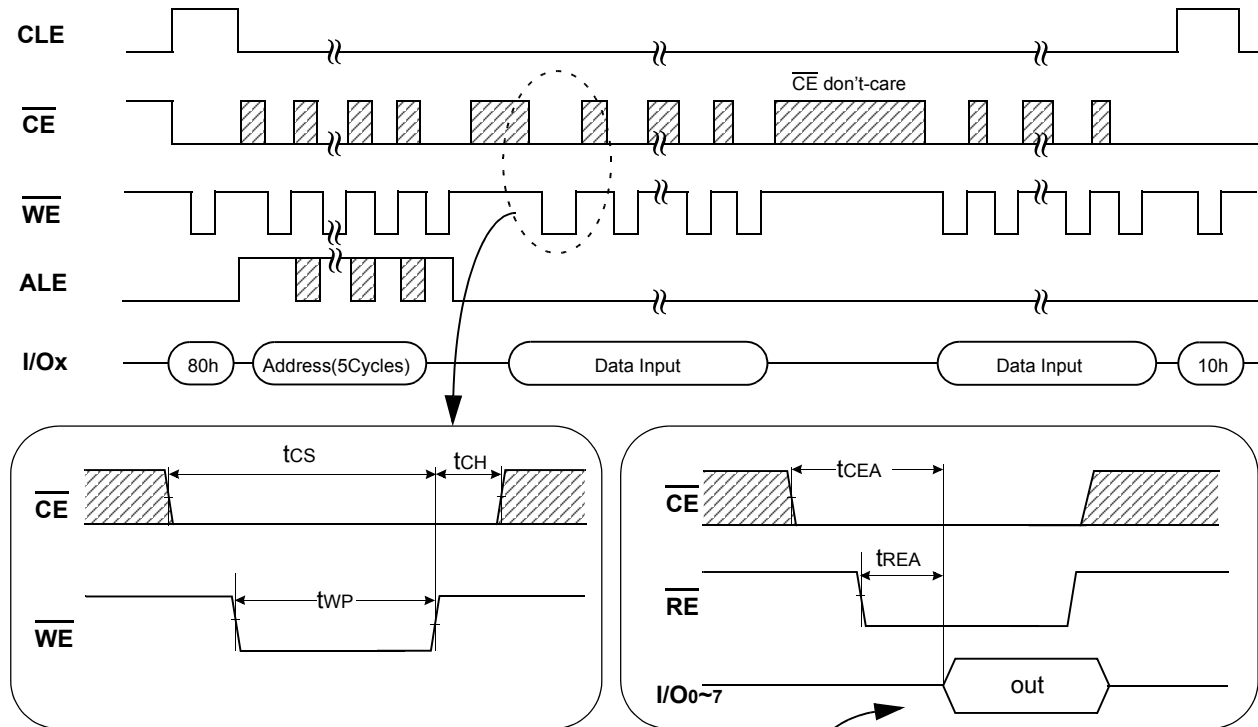 CLE
CE don't-care
CE
WE
ALE
I/Ox 80h Address(5Cycles) Data Input Data Input 10h
tCS tCH
CE
tWP
WE
tCEA
CE
tREA
RE
I/O0~7 out